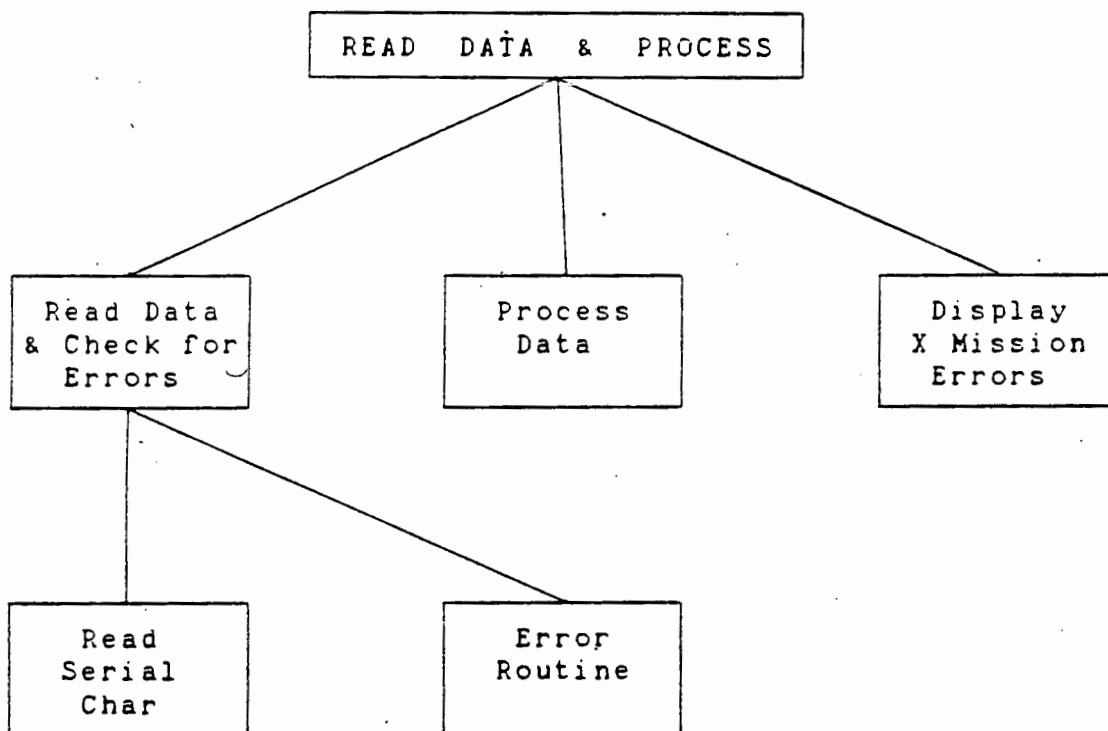 READ DATA & PROCESS
Read Data
& Check for
Errors
Process
Data
Display
X Mission
Errors
Read
Serial
Char
Error
Routine